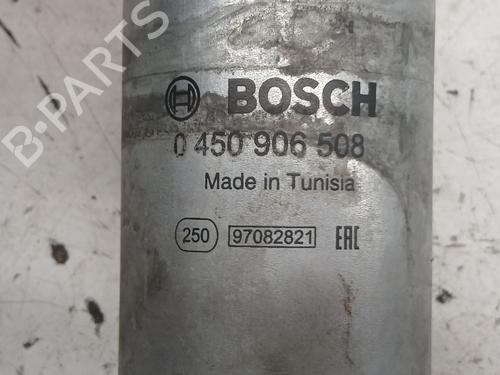 BOSCH
0 450 906 508
Made in Tunisia
250 97082821 EAC
B-PARTS